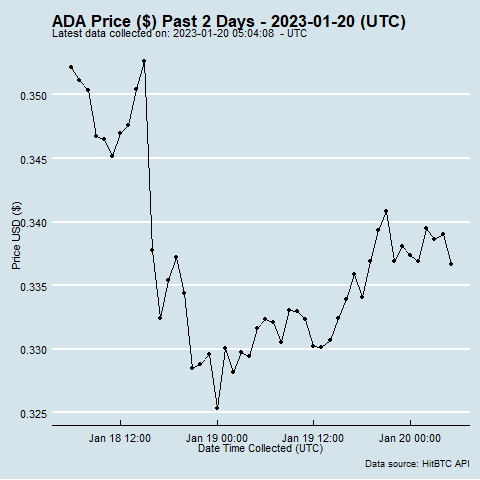 ADA Price ($) Past 2 Days - 2023-01-20 (UTC)
Latest data collected on: 2023-01-20 05:04:08 - UTC
Price USD ($)
0.350
0.345
0.340
0.335
0.330
0.325
Jan 18 12:00
Jan 19 00:00
Jan 19 12:00
Jan 20 00:00
Date Time Collected (UTC)
Data source: HitBTC API